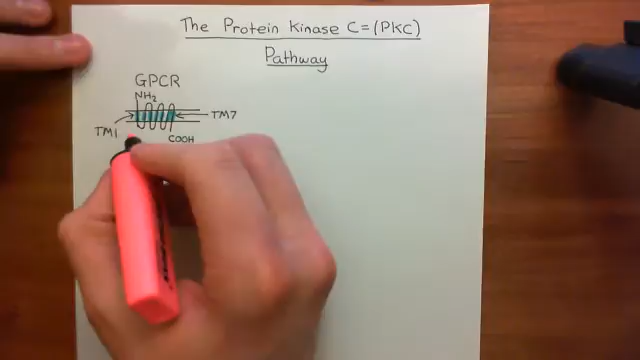 The Protein Kinase C=(PKC)
Pathway
GPCR
NH2
TM7
TM1
COOH